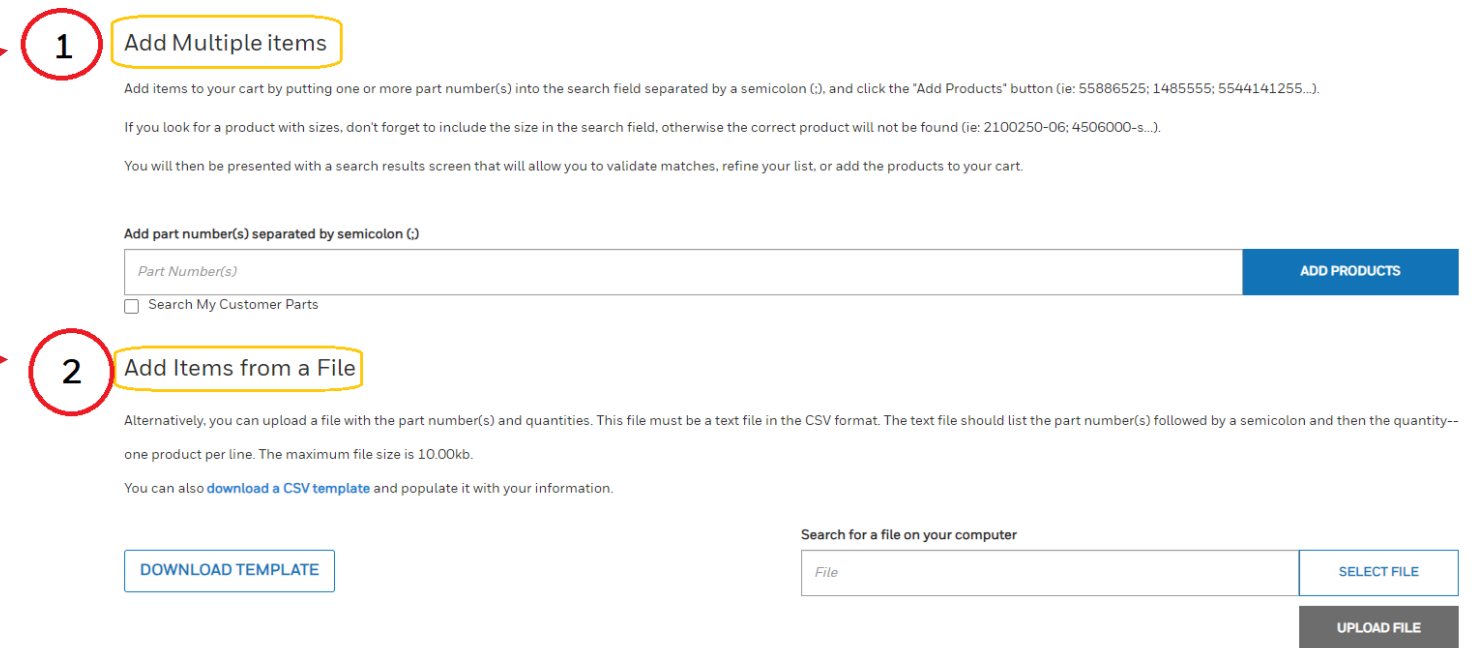 1
Add Multiple items
Add items to your cart by putting one or more part number(s) into the search field separated by a semicolon (;), and click the "Add Products" button (ie: 55886525; 1485555; 5544141255...).
If you look for a product with sizes, don't forget to include the size in the search field, otherwise the correct product will not be found (ie: 2100250-06; 4506000-s...).
You will then be presented with a search results screen that will allow you to validate matches, refine your list, or add the products to your cart.
Add part number(s) separated by semicolon (;)
Part Number(s)
ADD PRODUCTS
Search My Customer Parts
2
Add Items from a File
Alternatively, you can upload a file with the part number(s) and quantities. This file must be a text file in the CSV format. The text file should list the part number(s) followed by a semicolon and then the quantity--
one product per line. The maximum file size is 10.00kb.
You can also download a CSV template and populate it with your information.
Search for a file on your computer
DOWNLOAD TEMPLATE
File
SELECT FILE
UPLOAD FILE